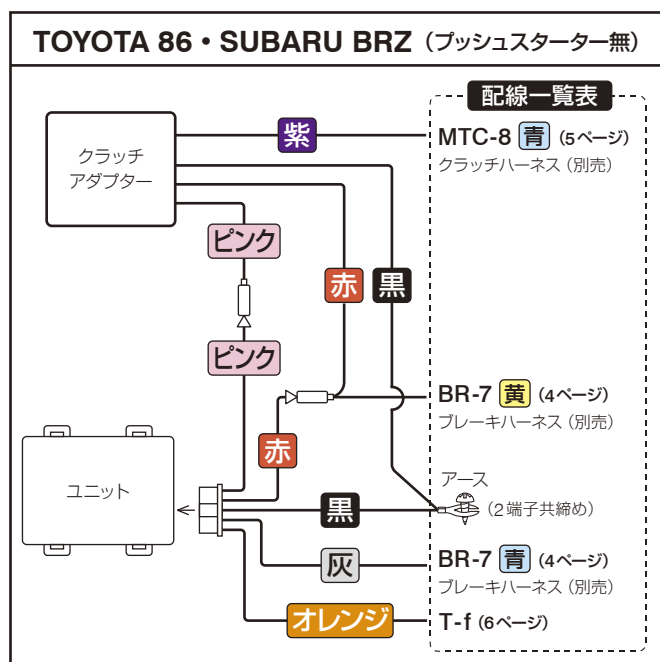 TOYOTA 86・SUBARU BRZ（プッシュスターター無）
配線一覧表
クラッチ
アダプター
紫
MTC-8 青（5ページ）
クラッチハーネス（別売）
ピンク
赤
黒
ピンク
BR-7 黄（4ページ）
ブレーキハーネス（別売）
赤
ユニット
アース
（2端子共締め）
黒
灰
BR-7 青（4ページ）
ブレーキハーネス（別売）
オレンジ
T-f（6ページ）